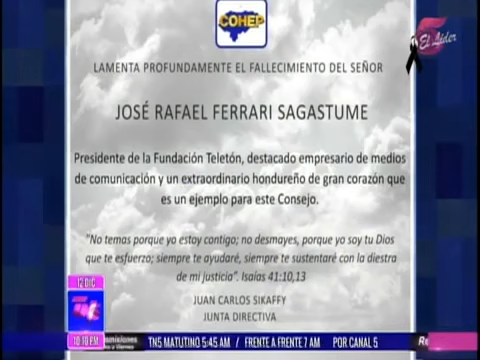 COHEP
El Líder
LAMENTA PROFUNDAMENTE EL FALLECIMIENTO DEL SEÑOR
JOSÉ RAFAEL FERRARI SAGASTUME
Presidente de la Fundación Teletón, destacado empresario de medios
de comunicación y un extraordinario hondureño de gran corazón que
es un ejemplo para este Consejo.
"No temas porque yo estoy contigo; no desmayes, porque yo soy tu Dios
que te esfuerzo; siempre te ayudaré, siempre te sustentaré con la diestra
de mi justicia". Isaías 41:10,13
JUAN CARLOS SIKAFFY
JUNTA DIRECTIVA
12 DIC
10:10 PM
TN5 MATUTINO 5:45 AM / FRENTE A FRENTE 7 AM / POR CANAL 5